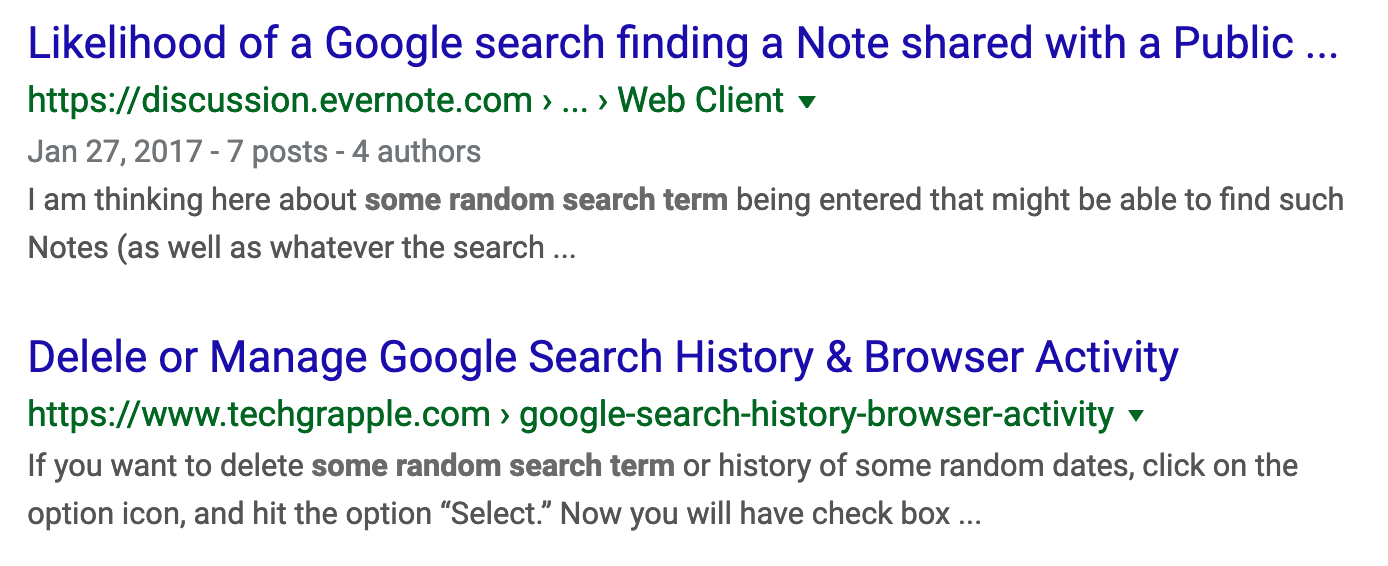 Likelihood of a Google search finding a Note shared with a Public ...
https://discussion.evernote.com › ... › Web Client
Jan 27, 2017 - 7 posts - 4 authors
I am thinking here about some random search term being entered that might be able to find such
Notes (as well as whatever the search ...
Delele or Manage Google Search History & Browser Activity
https://www.techgrapple.com › google-search-history-browser-activity
If you want to delete some random search term or history of some random dates, click on the
option icon, and hit the option “Select.” Now you will have check box ...